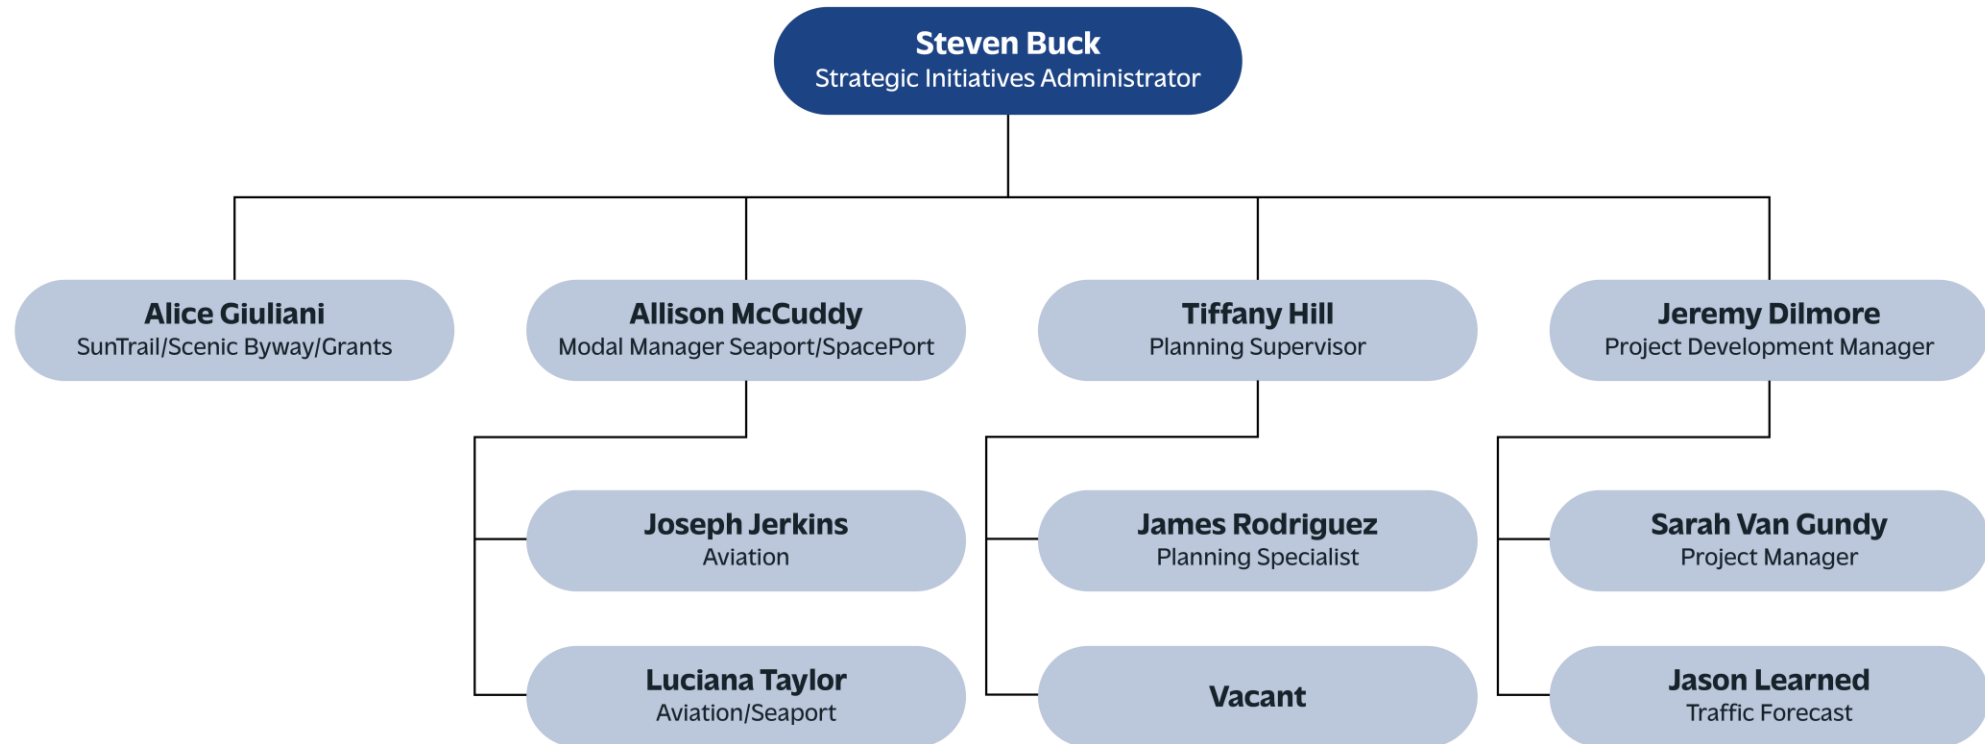 Steven Buck
Strategic Initiatives Administrator
Alice Giuliani
SunTrail/Scenic Byway/Grants
Allison McCuddy
Modal Manager Seaport/SpacePort
Tiffany Hill
Planning Supervisor
Jeremy Dilmore
Project Development Manager
Joseph Jerkins
Aviation
James Rodriguez
Planning Specialist
Sarah Van Gundy
Project Manager
Luciana Taylor
Aviation/Seaport
Vacant
Jason Learned
Traffic Forecast